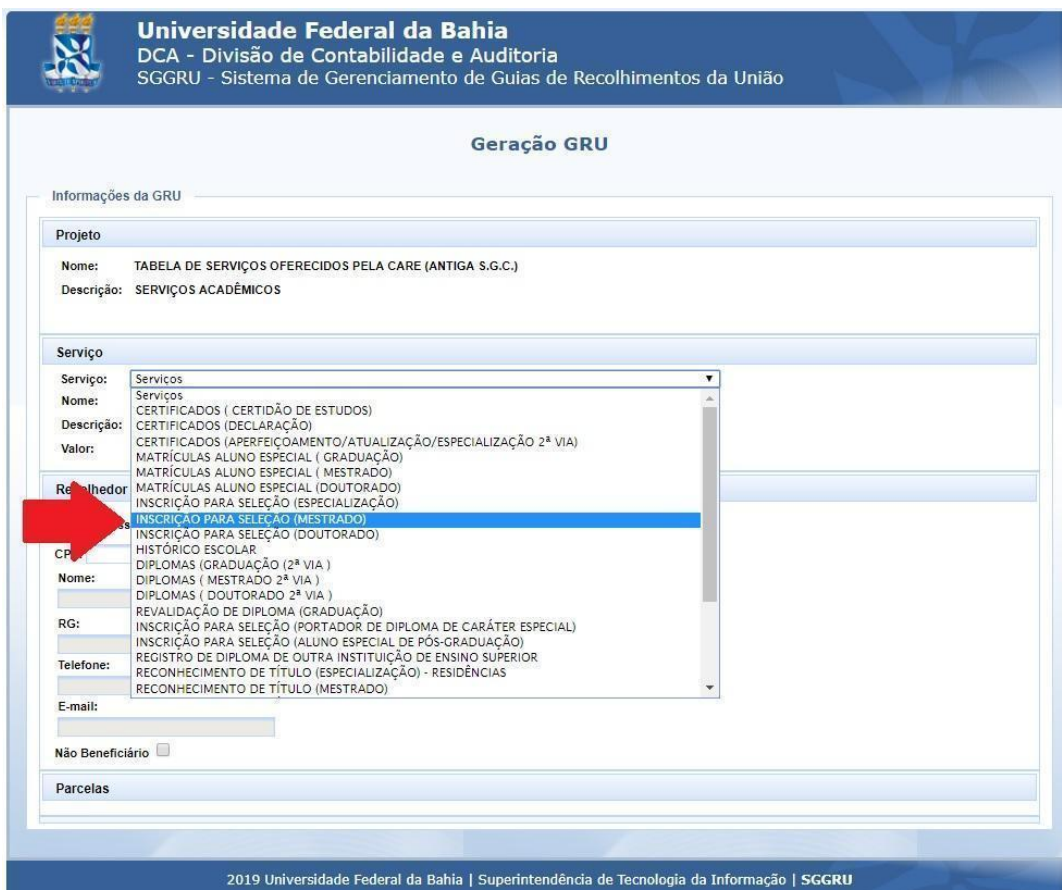 Universidade Federal da Bahia
DCA - Divisão de Contabilidade e Auditoria
SGGRU - Sistema de Gerenciamento de Guias de Recolhimentos da União
Geração GRU
Informações da GRU
Projeto
Nome: TABELA DE SERVIÇOS OFERECIDOS PELA CARE (ANTIGA S.G.C.)
Descrição: SERVIÇOS ACADÊMICOS
Serviço
Serviço: Serviços
Nome: Serviços
CERTIFICADOS ( CERTIDÃO DE ESTUDOS)
Descrição: CERTIFICADOS (DECLARAÇÃO)
CERTIFICADOS (APERFEIÇOAMENTO/ATUALIZAÇÃO/ESPECIALIZAÇÃO 2ª VIA)
Valor: MATRÍCULAS ALUNO ESPECIAL ( GRADUAÇÃO)
MATRÍCULAS ALUNO ESPECIAL ( MESTRADO)
MATRÍCULAS ALUNO ESPECIAL (DOUTORADO)
INSCRIÇÃO PARA SELEÇÃO (ESPECIALIZAÇÃO)
INSCRIÇÃO PARA SELEÇÃO (MESTRADO)
INSCRIÇÃO PARA SELEÇÃO (DOUTORADO)
HISTÓRICO ESCOLAR
DIPLOMAS (GRADUAÇÃO (2ª VIA )
Nome: DIPLOMAS ( MESTRADO 2ª VIA )
DIPLOMAS ( DOUTORADO 2ª VIA )
REVALIDAÇÃO DE DIPLOMA (GRADUAÇÃO)
RG: INSCRIÇÃO PARA SELEÇÃO (PORTADOR DE DIPLOMA DE CARÁTER ESPECIAL)
INSCRIÇÃO PARA SELEÇÃO (ALUNO ESPECIAL DE PÓS-GRADUAÇÃO)
Telefone: REGISTRO DE DIPLOMA DE OUTRA INSTITUIÇÃO DE ENSINO SUPERIOR
RECONHECIMENTO DE TÍTULO (ESPECIALIZAÇÃO) - RESIDÊNCIAS
RECONHECIMENTO DE TÍTULO (MESTRADO)
E-mail:
Não Beneficiário
Parcelas
2019 Universidade Federal da Bahia | Superintendência de Tecnologia da Informação | SGGRU